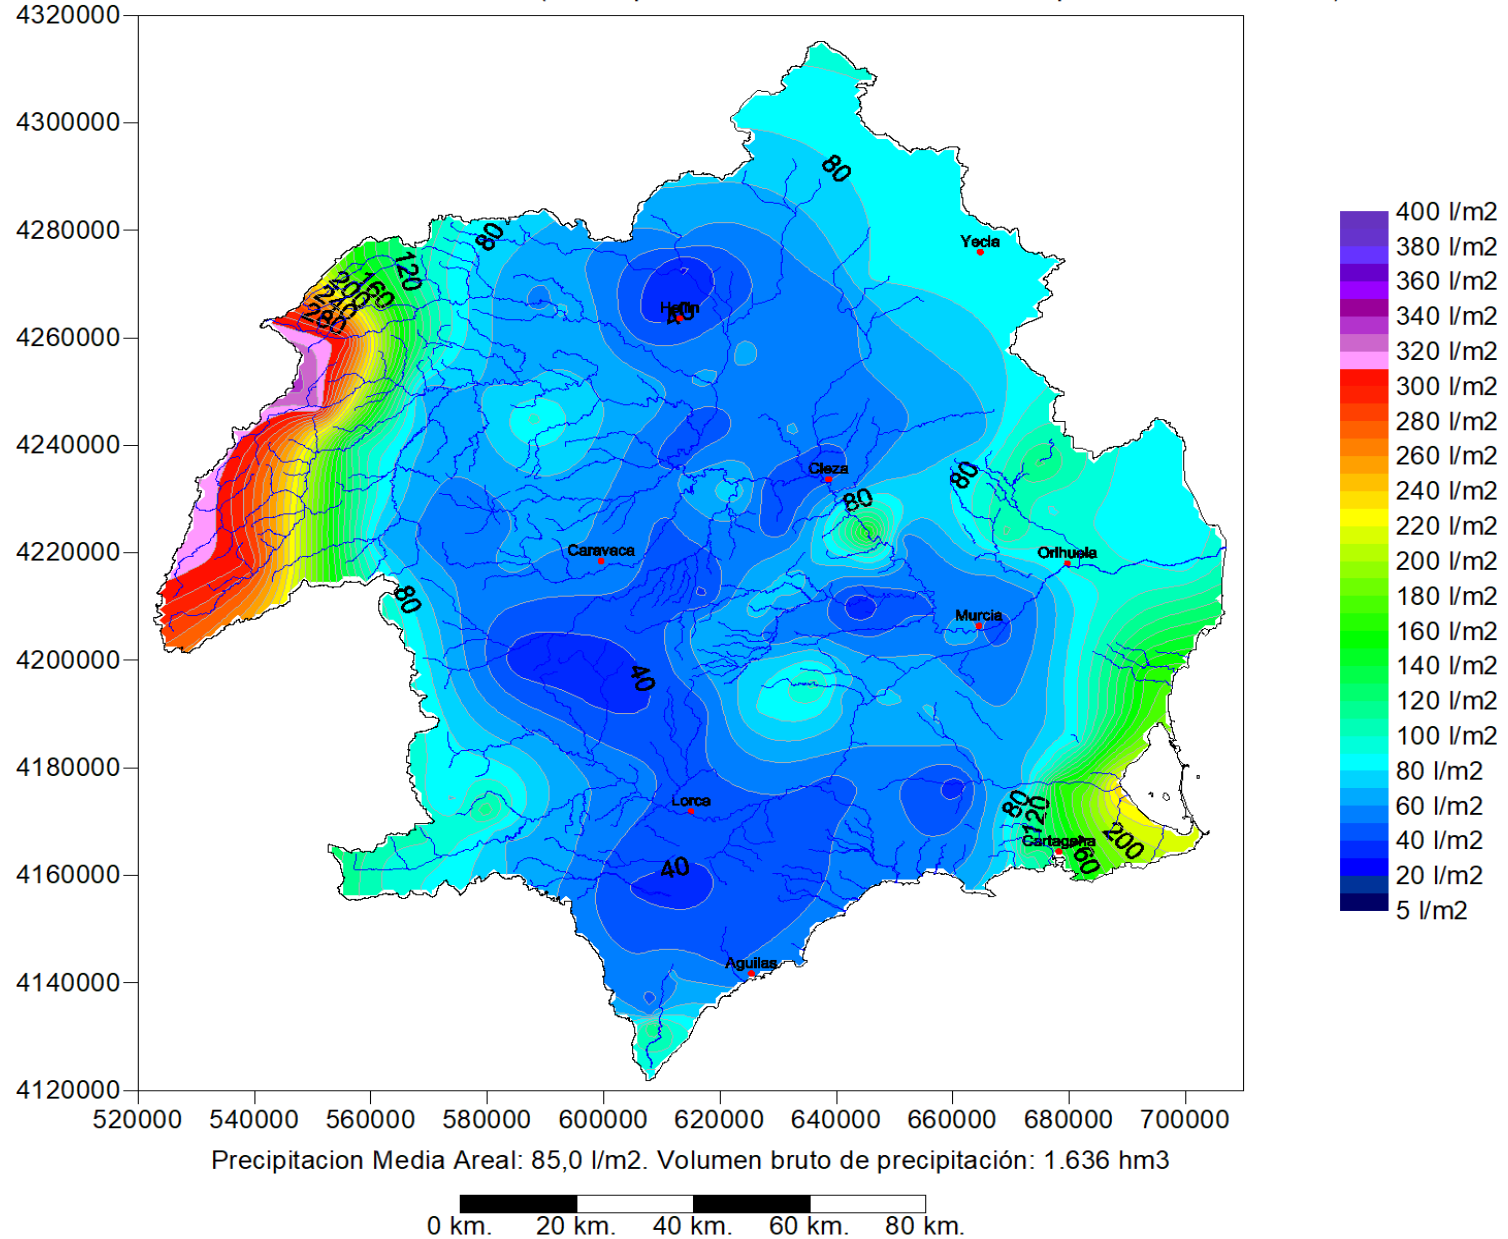 4320000
4300000
80
4280000
80
Yecla
120
160
200
240
280
Hellin
40
4260000
4240000
Cieza
80
80
4220000
Caravaca
Orihuela
80
Murcia
4200000
40
4180000
Lorca
80
120
Cartagena
160
200
40
4160000
Aguilas
4140000
4120000
520000 540000 560000 580000 600000 620000 640000 660000 680000 700000
400 l/m2
380 l/m2
360 l/m2
340 l/m2
320 l/m2
300 l/m2
280 l/m2
260 l/m2
240 l/m2
220 l/m2
200 l/m2
180 l/m2
160 l/m2
140 l/m2
120 l/m2
100 l/m2
80 l/m2
60 l/m2
40 l/m2
20 l/m2
5 l/m2
Precipitacion Media Areal: 85,0 l/m2. Volumen bruto de precipitación: 1.636 hm3
0 km. 20 km. 40 km. 60 km. 80 km.